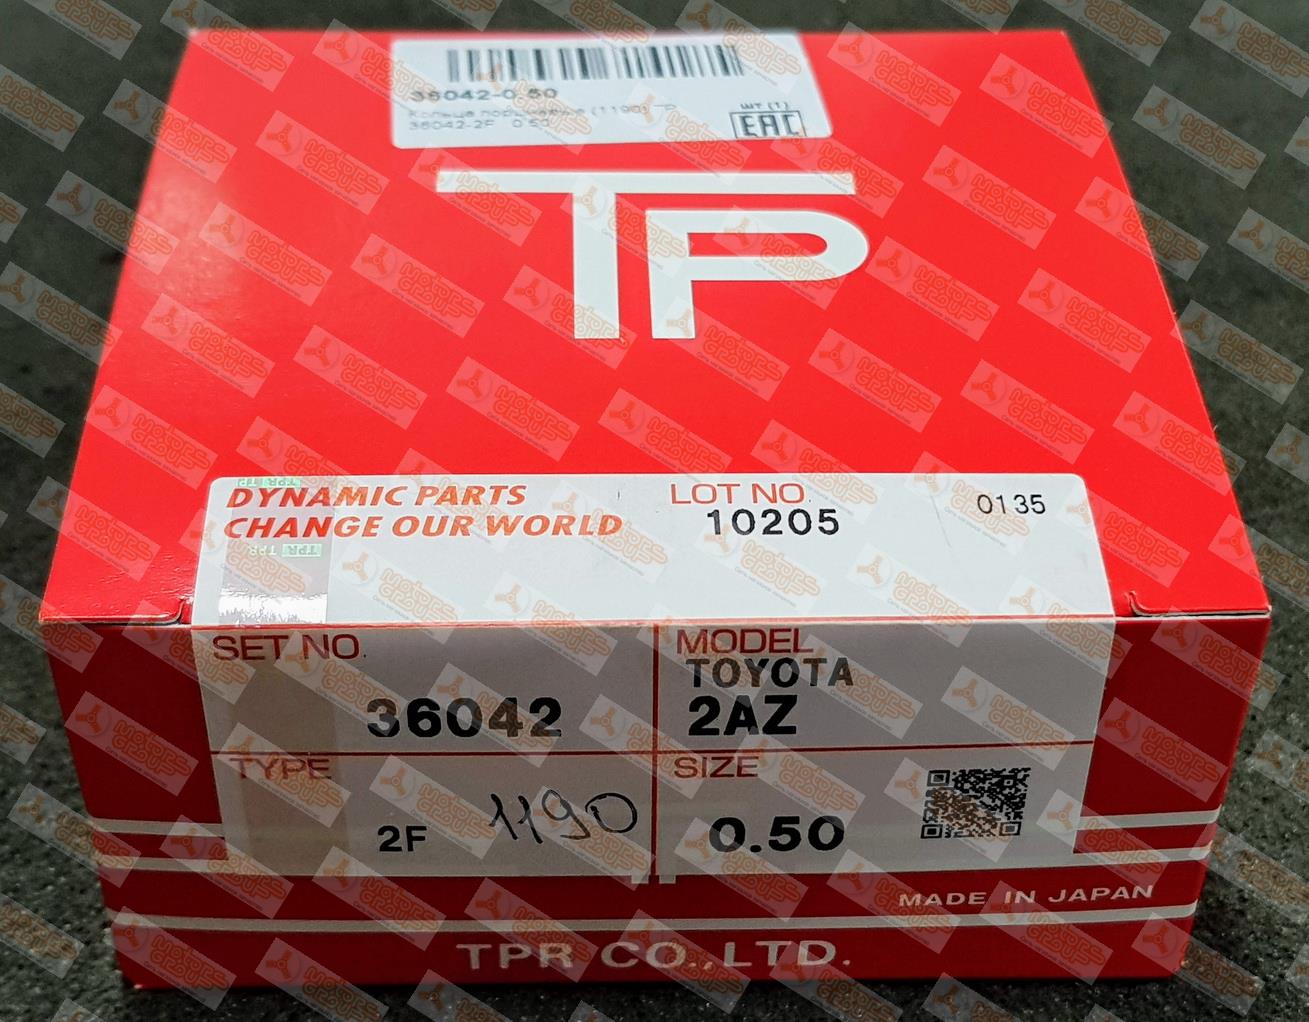 36042-0.50
Кольца поршневые (1190) TP
36042-2F 0.50
шт (1)
EAC
TP
DYNAMIC PARTS
CHANGE OUR WORLD
LOT NO.
10205
0135
TPR TPR TPR
SET NO.
36042
MODEL
TOYOTA
2AZ
TYPE
2F 1190
SIZE
0.50
MADE IN JAPAN
TPR CO.,LTD.
MOTORS
GROUP